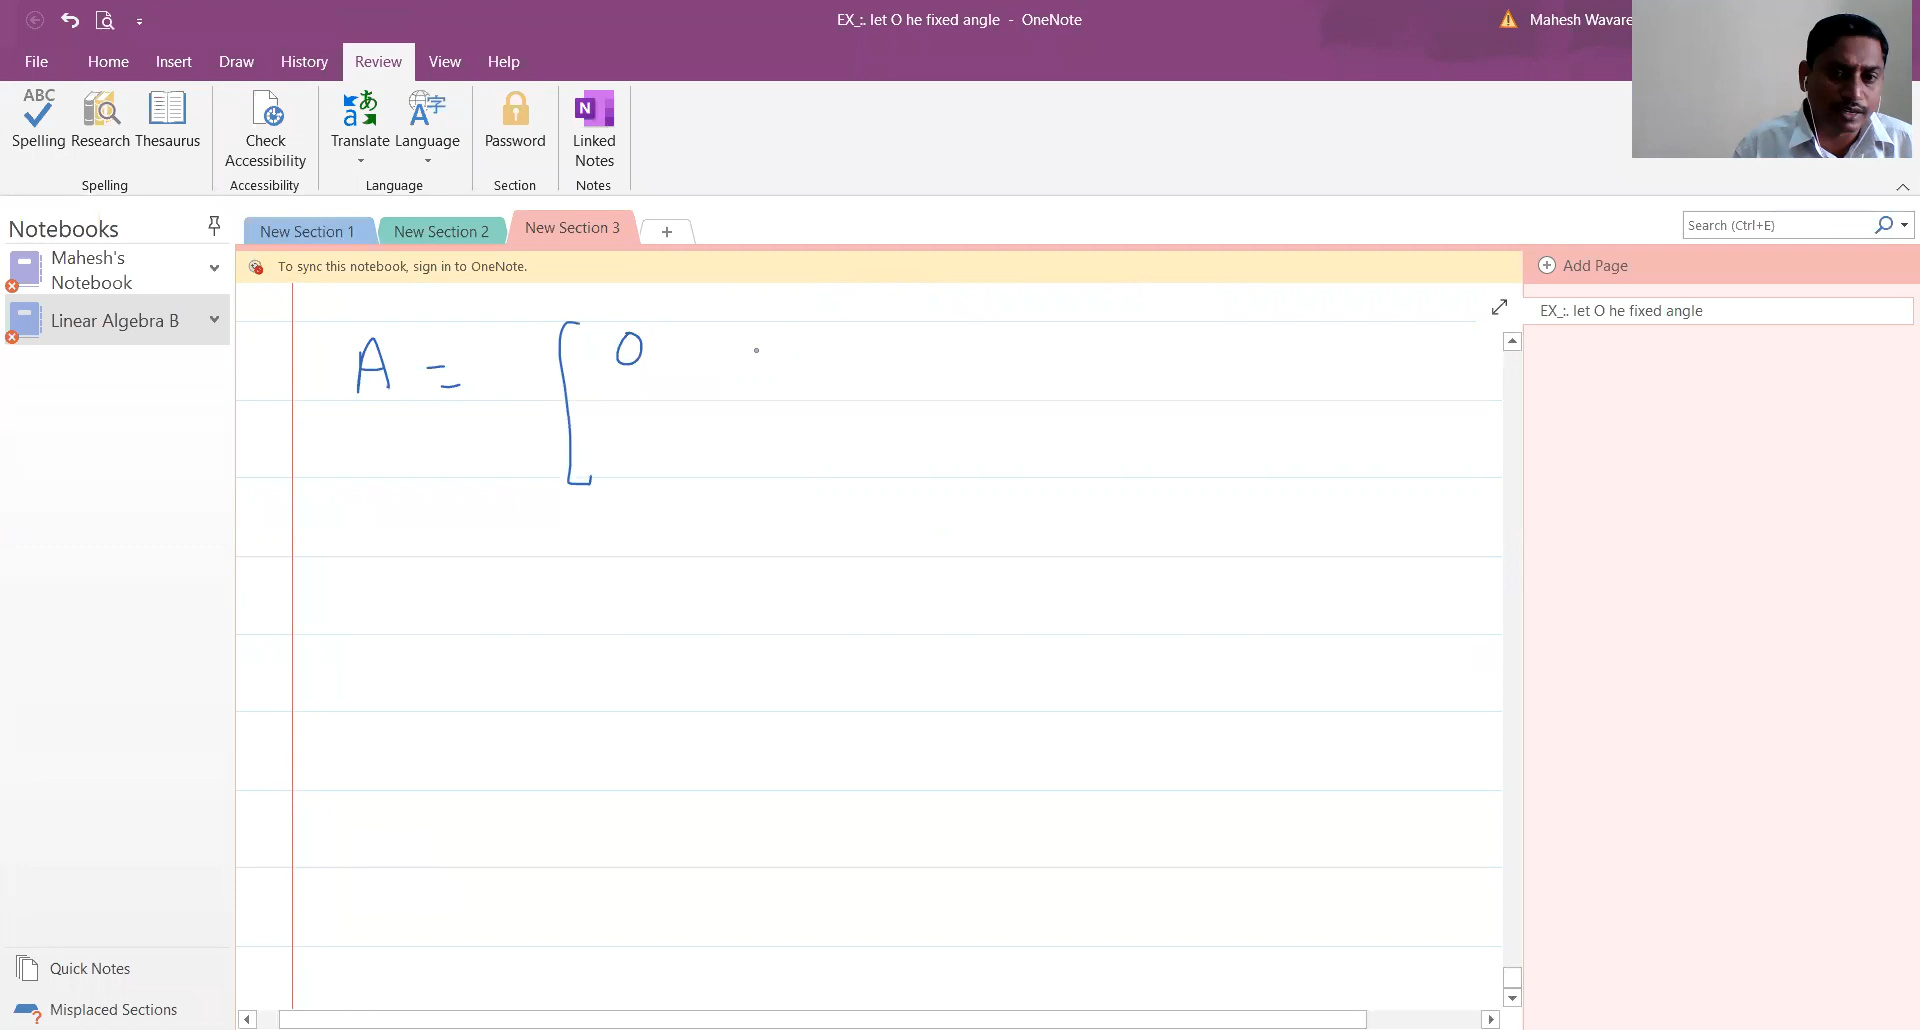 EX_:. let O he fixed angle - OneNote
Mahesh Wavare
File Home Insert Draw History Review View Help
ABC
Spelling Research Thesaurus Check Accessibility Translate Language Password Linked Notes
Spelling Accessibility Language Section Notes
Notebooks
Mahesh's Notebook
Linear Algebra B
New Section 1 New Section 2 New Section 3 +
Search (Ctrl+E)
To sync this notebook, sign in to OneNote.
Add Page
EX_:. let O he fixed angle
A = [ 0
Quick Notes
Misplaced Sections